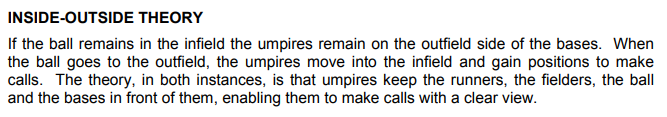 INSIDE-OUTSIDE THEORY
If the ball remains in the infield the umpires remain on the outfield side of the bases.  When
the ball goes to the outfield, the umpires move into the infield and gain positions to make
calls.  The theory, in both instances, is that umpires keep the runners, the fielders, the ball
and the bases in front of them, enabling them to make calls with a clear view.